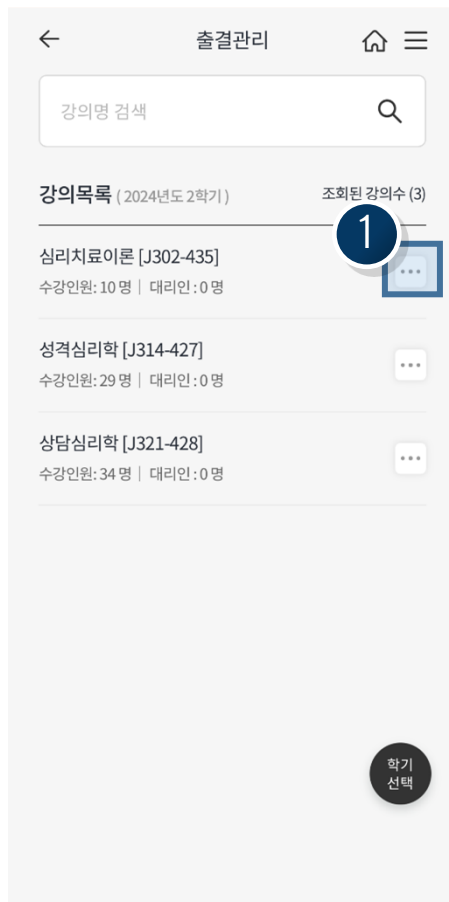 출결관리
강의명 검색
강의목록 ( 2024년도 2학기 ) 조회된 강의수 (3)
1
심리치료이론 [J302-435]
수강인원: 10 명 | 대리인 : 0 명
성격심리학 [J314-427]
수강인원: 29 명 | 대리인 : 0 명
상담심리학 [J321-428]
수강인원: 34 명 | 대리인 : 0 명
학기
선택